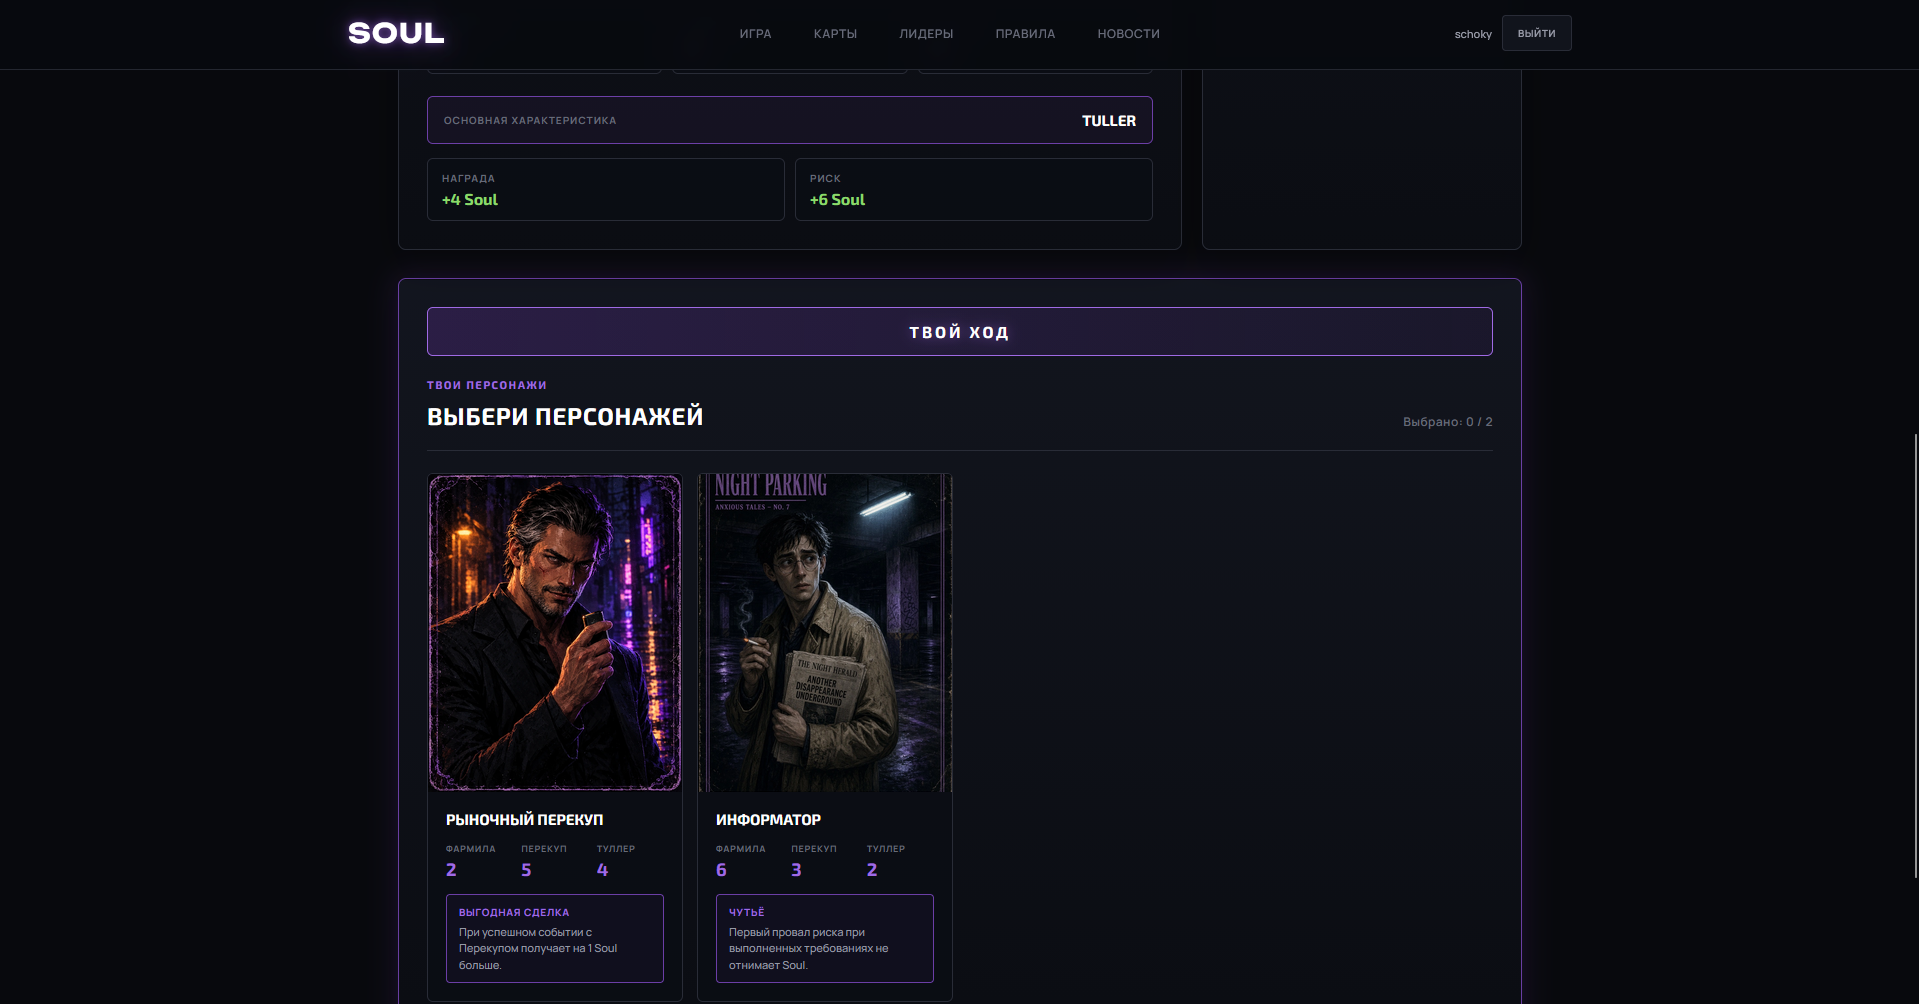 SOUL
ИГРА
КАРТЫ
ЛИДЕРЫ
ПРАВИЛА
НОВОСТИ
schoky
ВЫЙТИ
ОСНОВНАЯ ХАРАКТЕРИСТИКА
TULLER
НАГРАДА
+4 Soul
РИСК
+6 Soul
ТВОЙ ХОД
ТВОИ ПЕРСОНАЖИ
ВЫБЕРИ ПЕРСОНАЖЕЙ
Выбрано: 0 / 2
NIGHT PARKING
ANXIOUS TALES – NO. 7
THE NIGHT HERALD
ANOTHER
DISAPPEARANCE
UNDERGROUND
РЫНОЧНЫЙ ПЕРЕКУП
ФАРМИЛА ПЕРЕКУП ТУЛЛЕР
2 5 4
ВЫГОДНАЯ СДЕЛКА
При успешном событии с
Перекупом получает на 1 Soul
больше.
ИНФОРМАТОР
ФАРМИЛА ПЕРЕКУП ТУЛЛЕР
6 3 2
ЧУТЬЁ
Первый провал риска при
выполненных требованиях не
отнимает Soul.